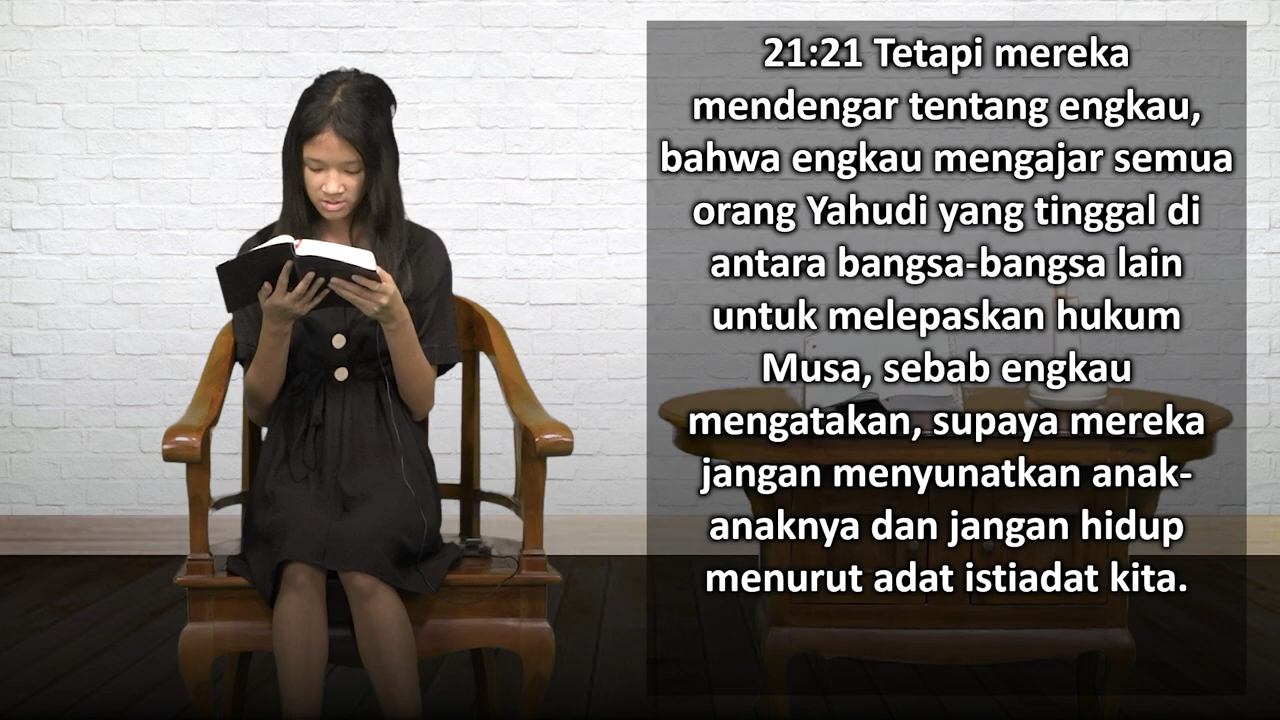 21:21 Tetapi mereka
mendengar tentang engkau,
bahwa engkau mengajar semua
orang Yahudi yang tinggal di
antara bangsa-bangsa lain
untuk melepaskan hukum
Musa, sebab engkau
mengatakan, supaya mereka
jangan menyunatkan anak-
anaknya dan jangan hidup
menurut adat istiadat kita.